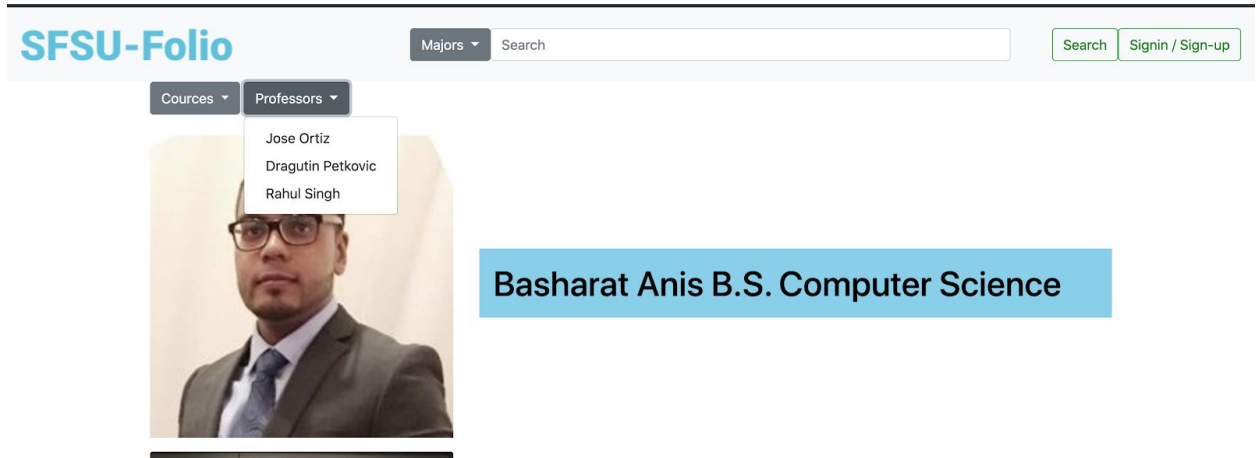 SFSU-Folio
Majors
Search
Search
Signin / Sign-up
Cources
Professors
Jose Ortiz
Dragutin Petkovic
Rahul Singh
Basharat Anis B.S. Computer Science